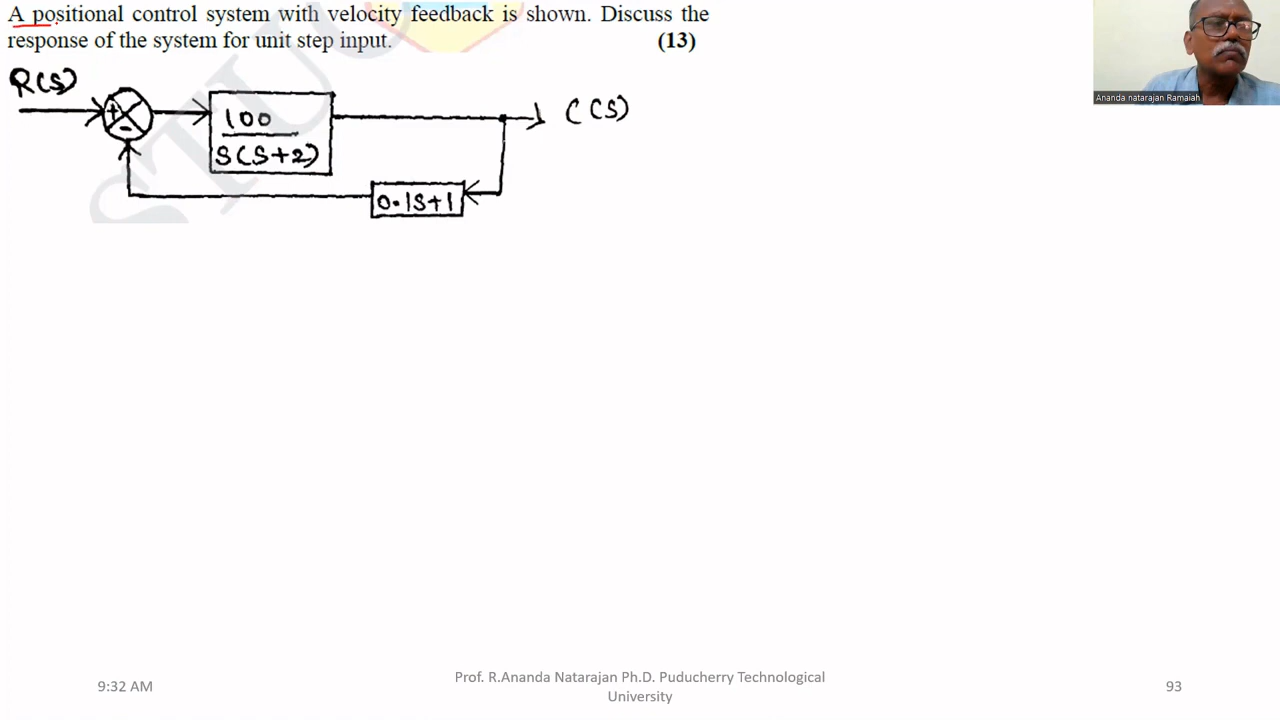 A positional control system with velocity feedback is shown. Discuss the
response of the system for unit step input. (13)
R(S)
+
-
100
S(S+2)
C(S)
0.1S+1
STUC
Ananda natarajan Ramaiah
9:32 AM
Prof. R.Ananda Natarajan Ph.D. Puducherry Technological
University
93